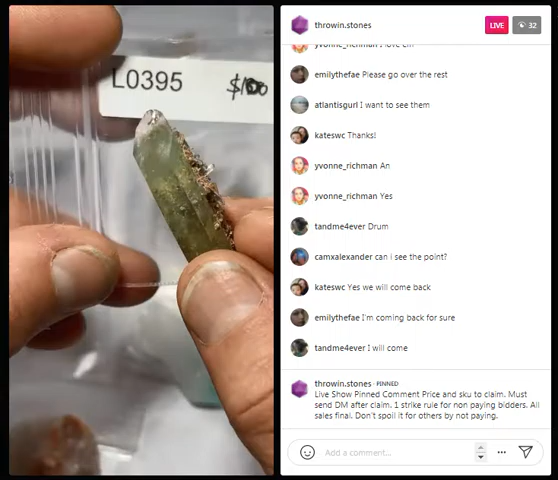 L0395
throwin.stones
LIVE
32
emilythefae Please go over the rest
atlantisgurl I want to see them
kateswc Thanks!
yvonne_richman An
yvonne_richman Yes
tandme4ever Drum
camxalexander can i see the point?
kateswc Yes we will come back
emilythefae I'm coming back for sure
tandme4ever I will come
throwin.stones · PINNED
Live Show Pinned Comment Price and sku to claim. Must
send DM after claim. 1 strike rule for non paying bidders. All
sales final. Don't spoil it for others by not paying.
Add a comment...